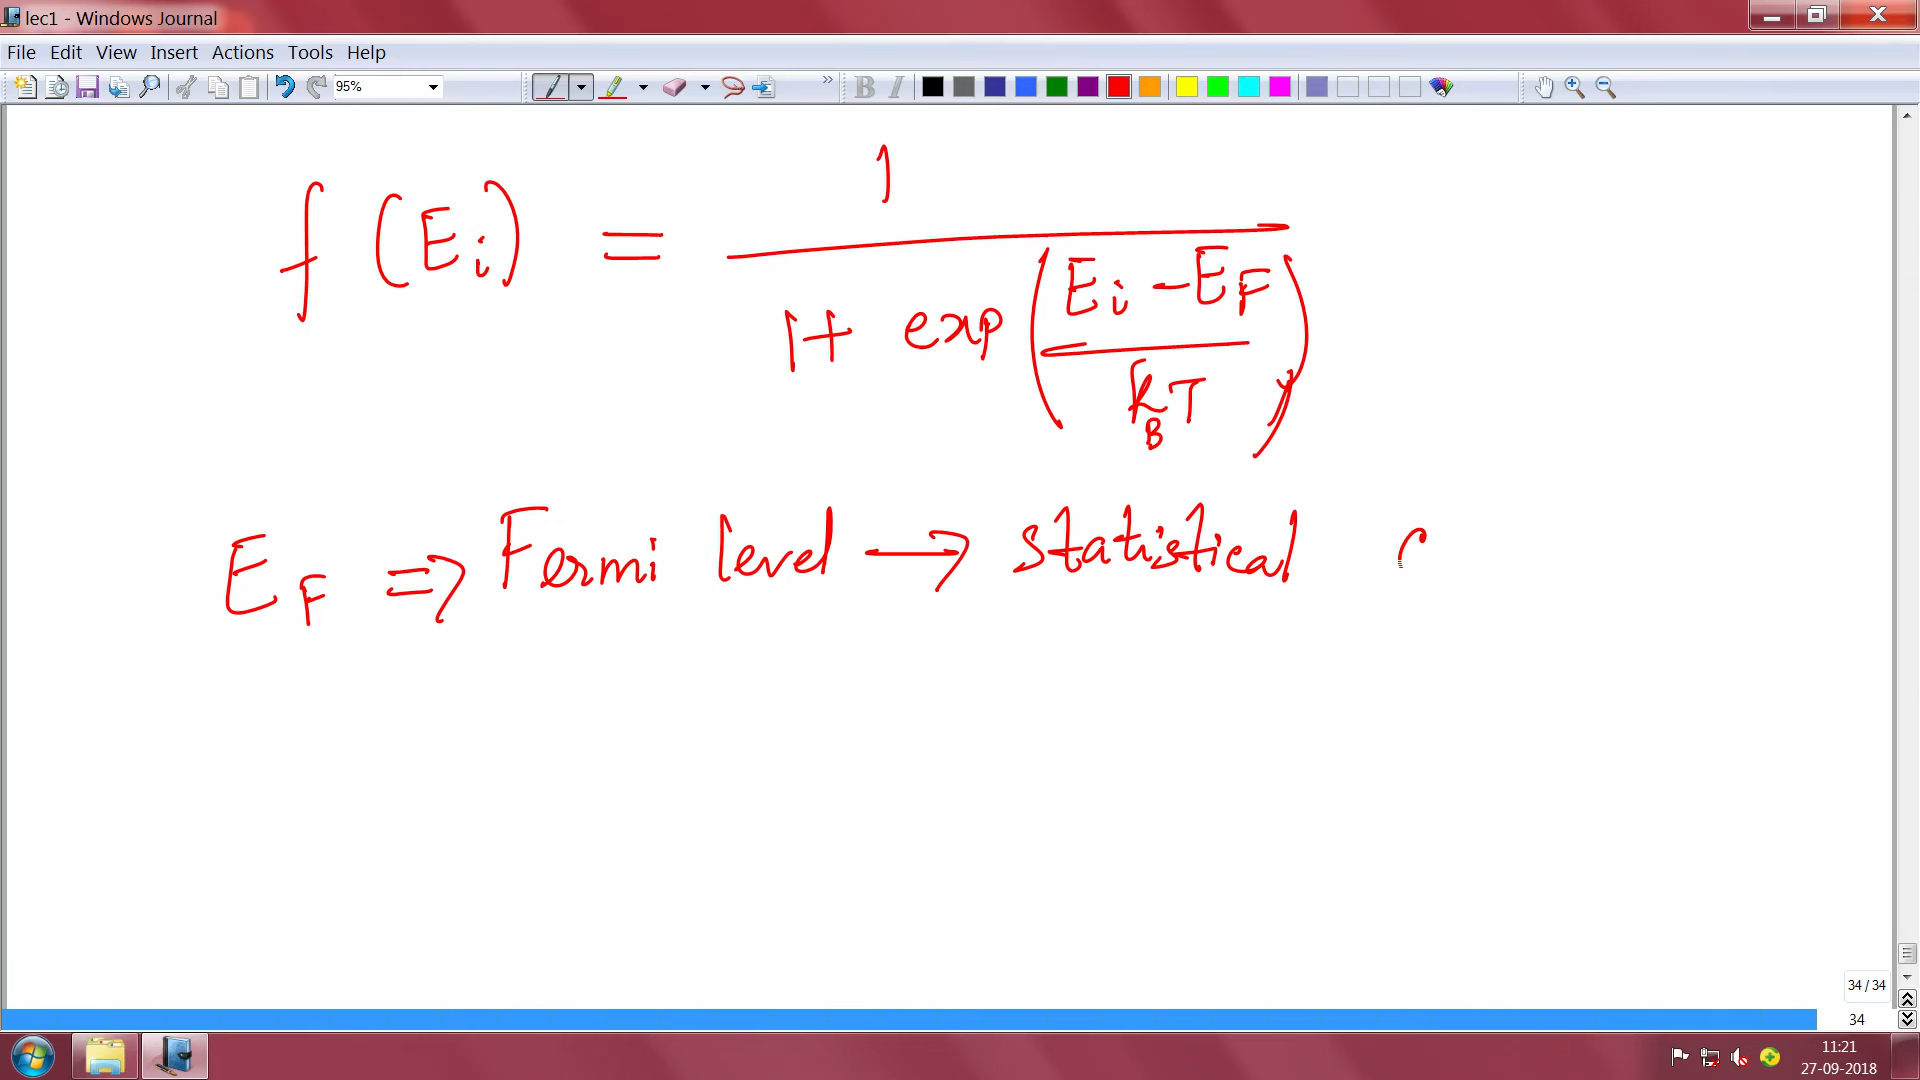 lec1 - Windows Journal
File Edit View Insert Actions Tools Help
95%
B I
f (Ei) = 1 / 1+ exp ( Ei - EF / kBT )
EF => Fermi level → statistical
34 / 34
34
11:21
27-09-2018